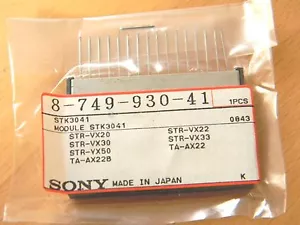 8-749-930-41
1PCS
STK3041
0843
MODULE STK3041
STR-VX20 STR-VX22
STR-VX30 STR-VX33
STR-VX50 TA-AX22
TA-AX22B
SONY MADE IN JAPAN K